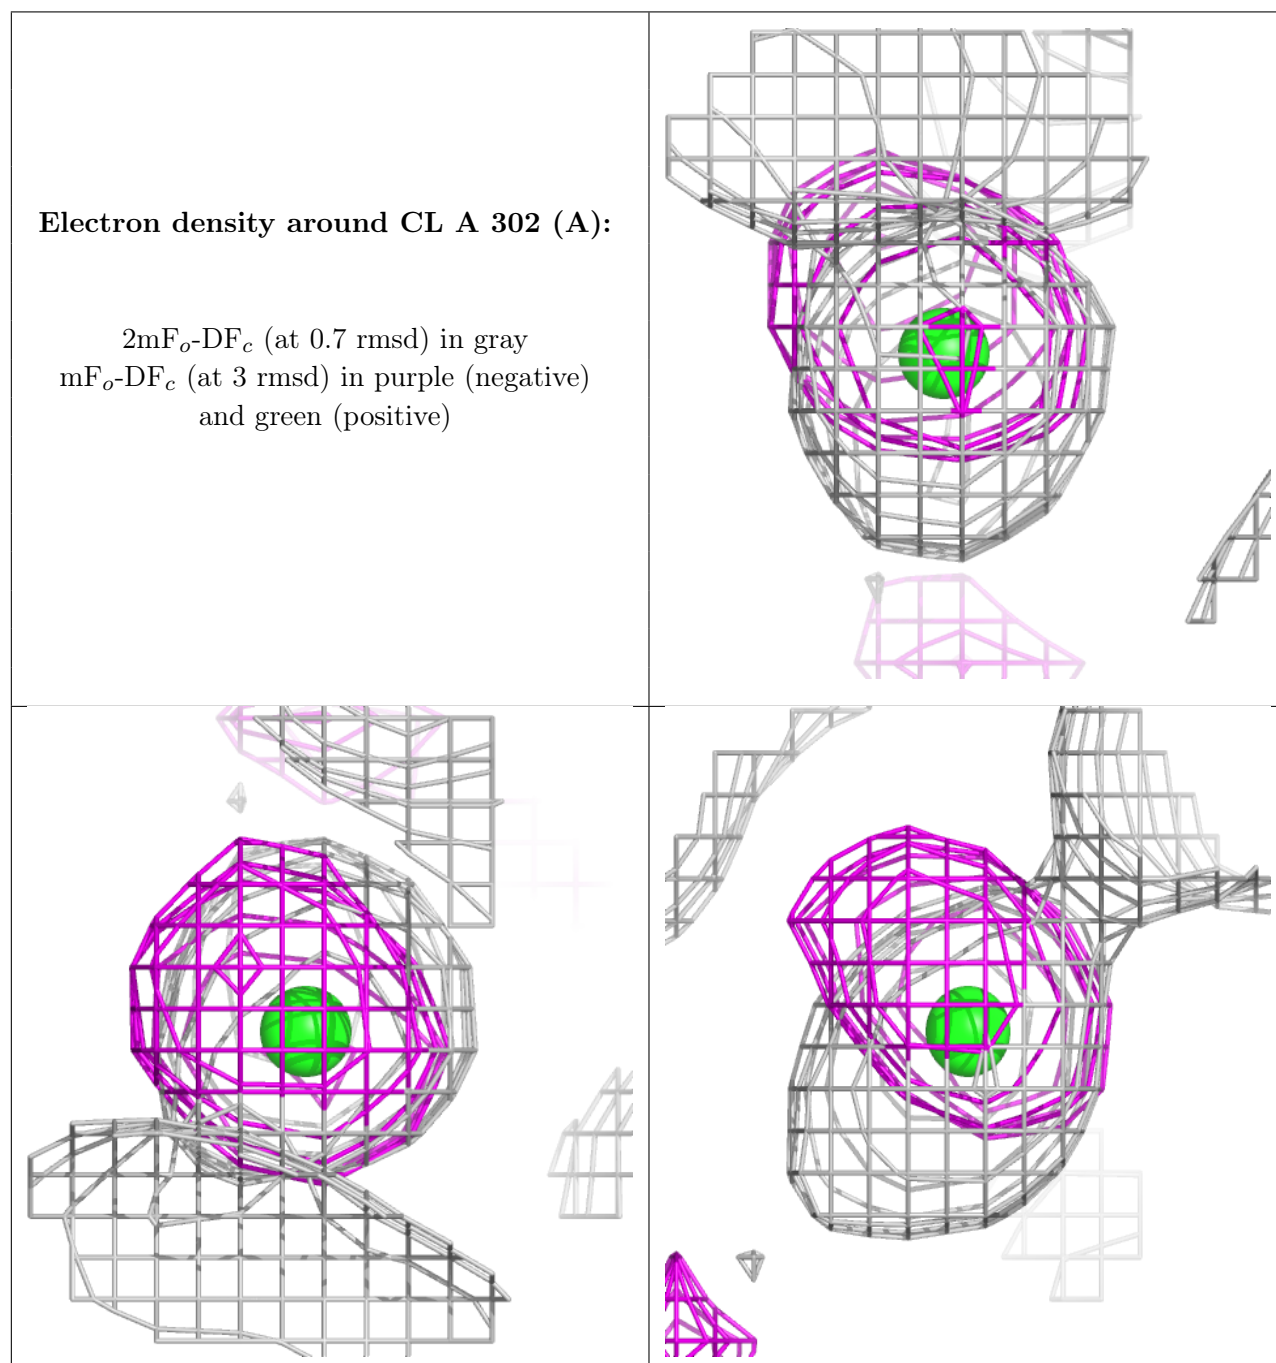 Electron density around CL A 302 (A):
2mFo-DFc (at 0.7 rmsd) in gray
mFo-DFc (at 3 rmsd) in purple (negative)
and green (positive)